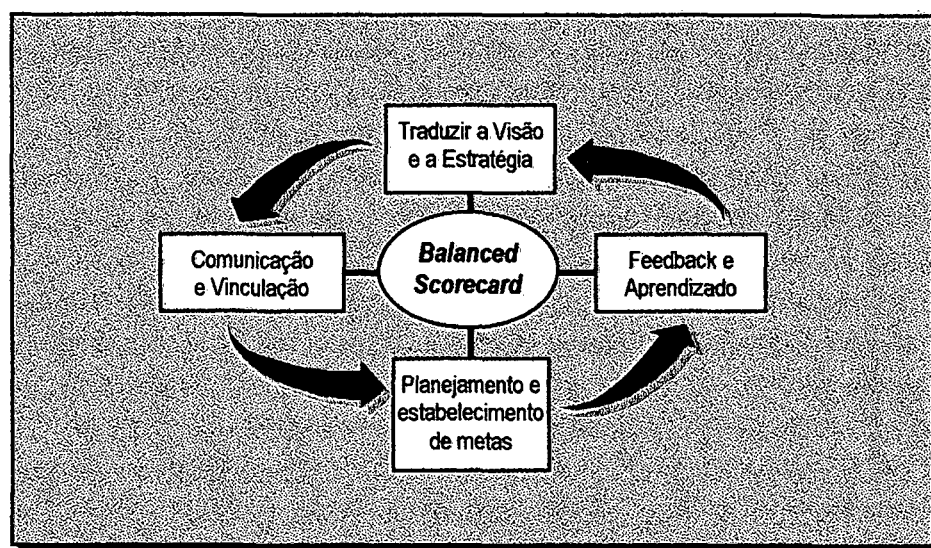 Traduzir a Visão
e a Estratégia
Comunicação
e Vinculação
Balanced
Scorecard
Feedback e
Aprendizado
Planejamento e
estabelecimento
de metas